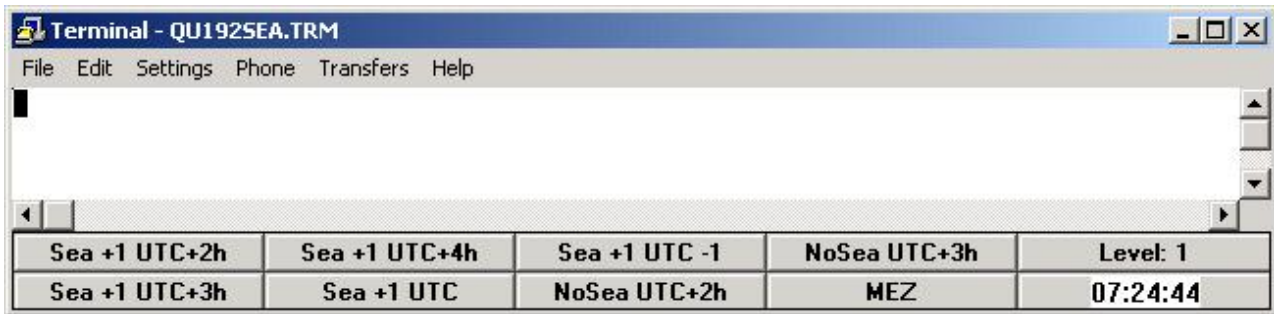 Terminal - QU192SEA.TRM
File Edit Settings Phone Transfers Help
Sea +1 UTC+2h Sea +1 UTC+4h Sea +1 UTC -1 NoSea UTC+3h Level: 1
Sea +1 UTC+3h Sea +1 UTC NoSea UTC+2h MEZ 07:24:44